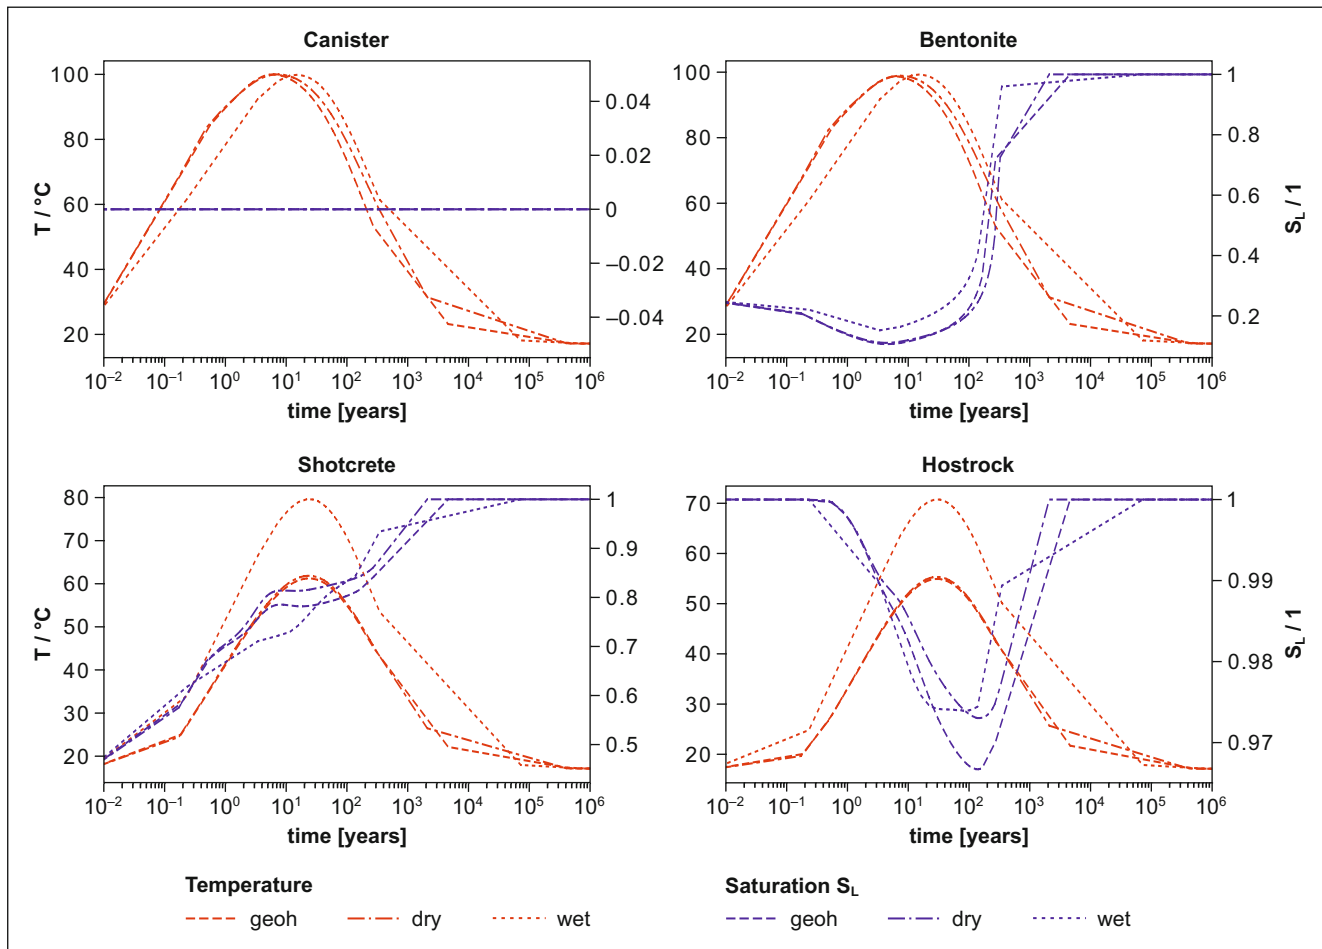 Canister
Bentonite
T / °C
100
80
60
40
20
0.04
0.02
0
–0.02
–0.04
10⁻² 10⁻¹ 10⁰ 10¹ 10² 10³ 10⁴ 10⁵ 10⁶
time [years]
100
80
60
40
20
1
0.8
0.6
0.4
0.2
S_L / 1
10⁻² 10⁻¹ 10⁰ 10¹ 10² 10³ 10⁴ 10⁵ 10⁶
time [years]
Shotcrete
Hostrock
T / °C
80
70
60
50
40
30
20
1
0.9
0.8
0.7
0.6
0.5
10⁻² 10⁻¹ 10⁰ 10¹ 10² 10³ 10⁴ 10⁵ 10⁶
time [years]
70
60
50
40
30
20
1
0.99
0.98
0.97
S_L / 1
10⁻² 10⁻¹ 10⁰ 10¹ 10² 10³ 10⁴ 10⁵ 10⁶
time [years]
Temperature
geoh dry wet
Saturation S_L
geoh dry wet